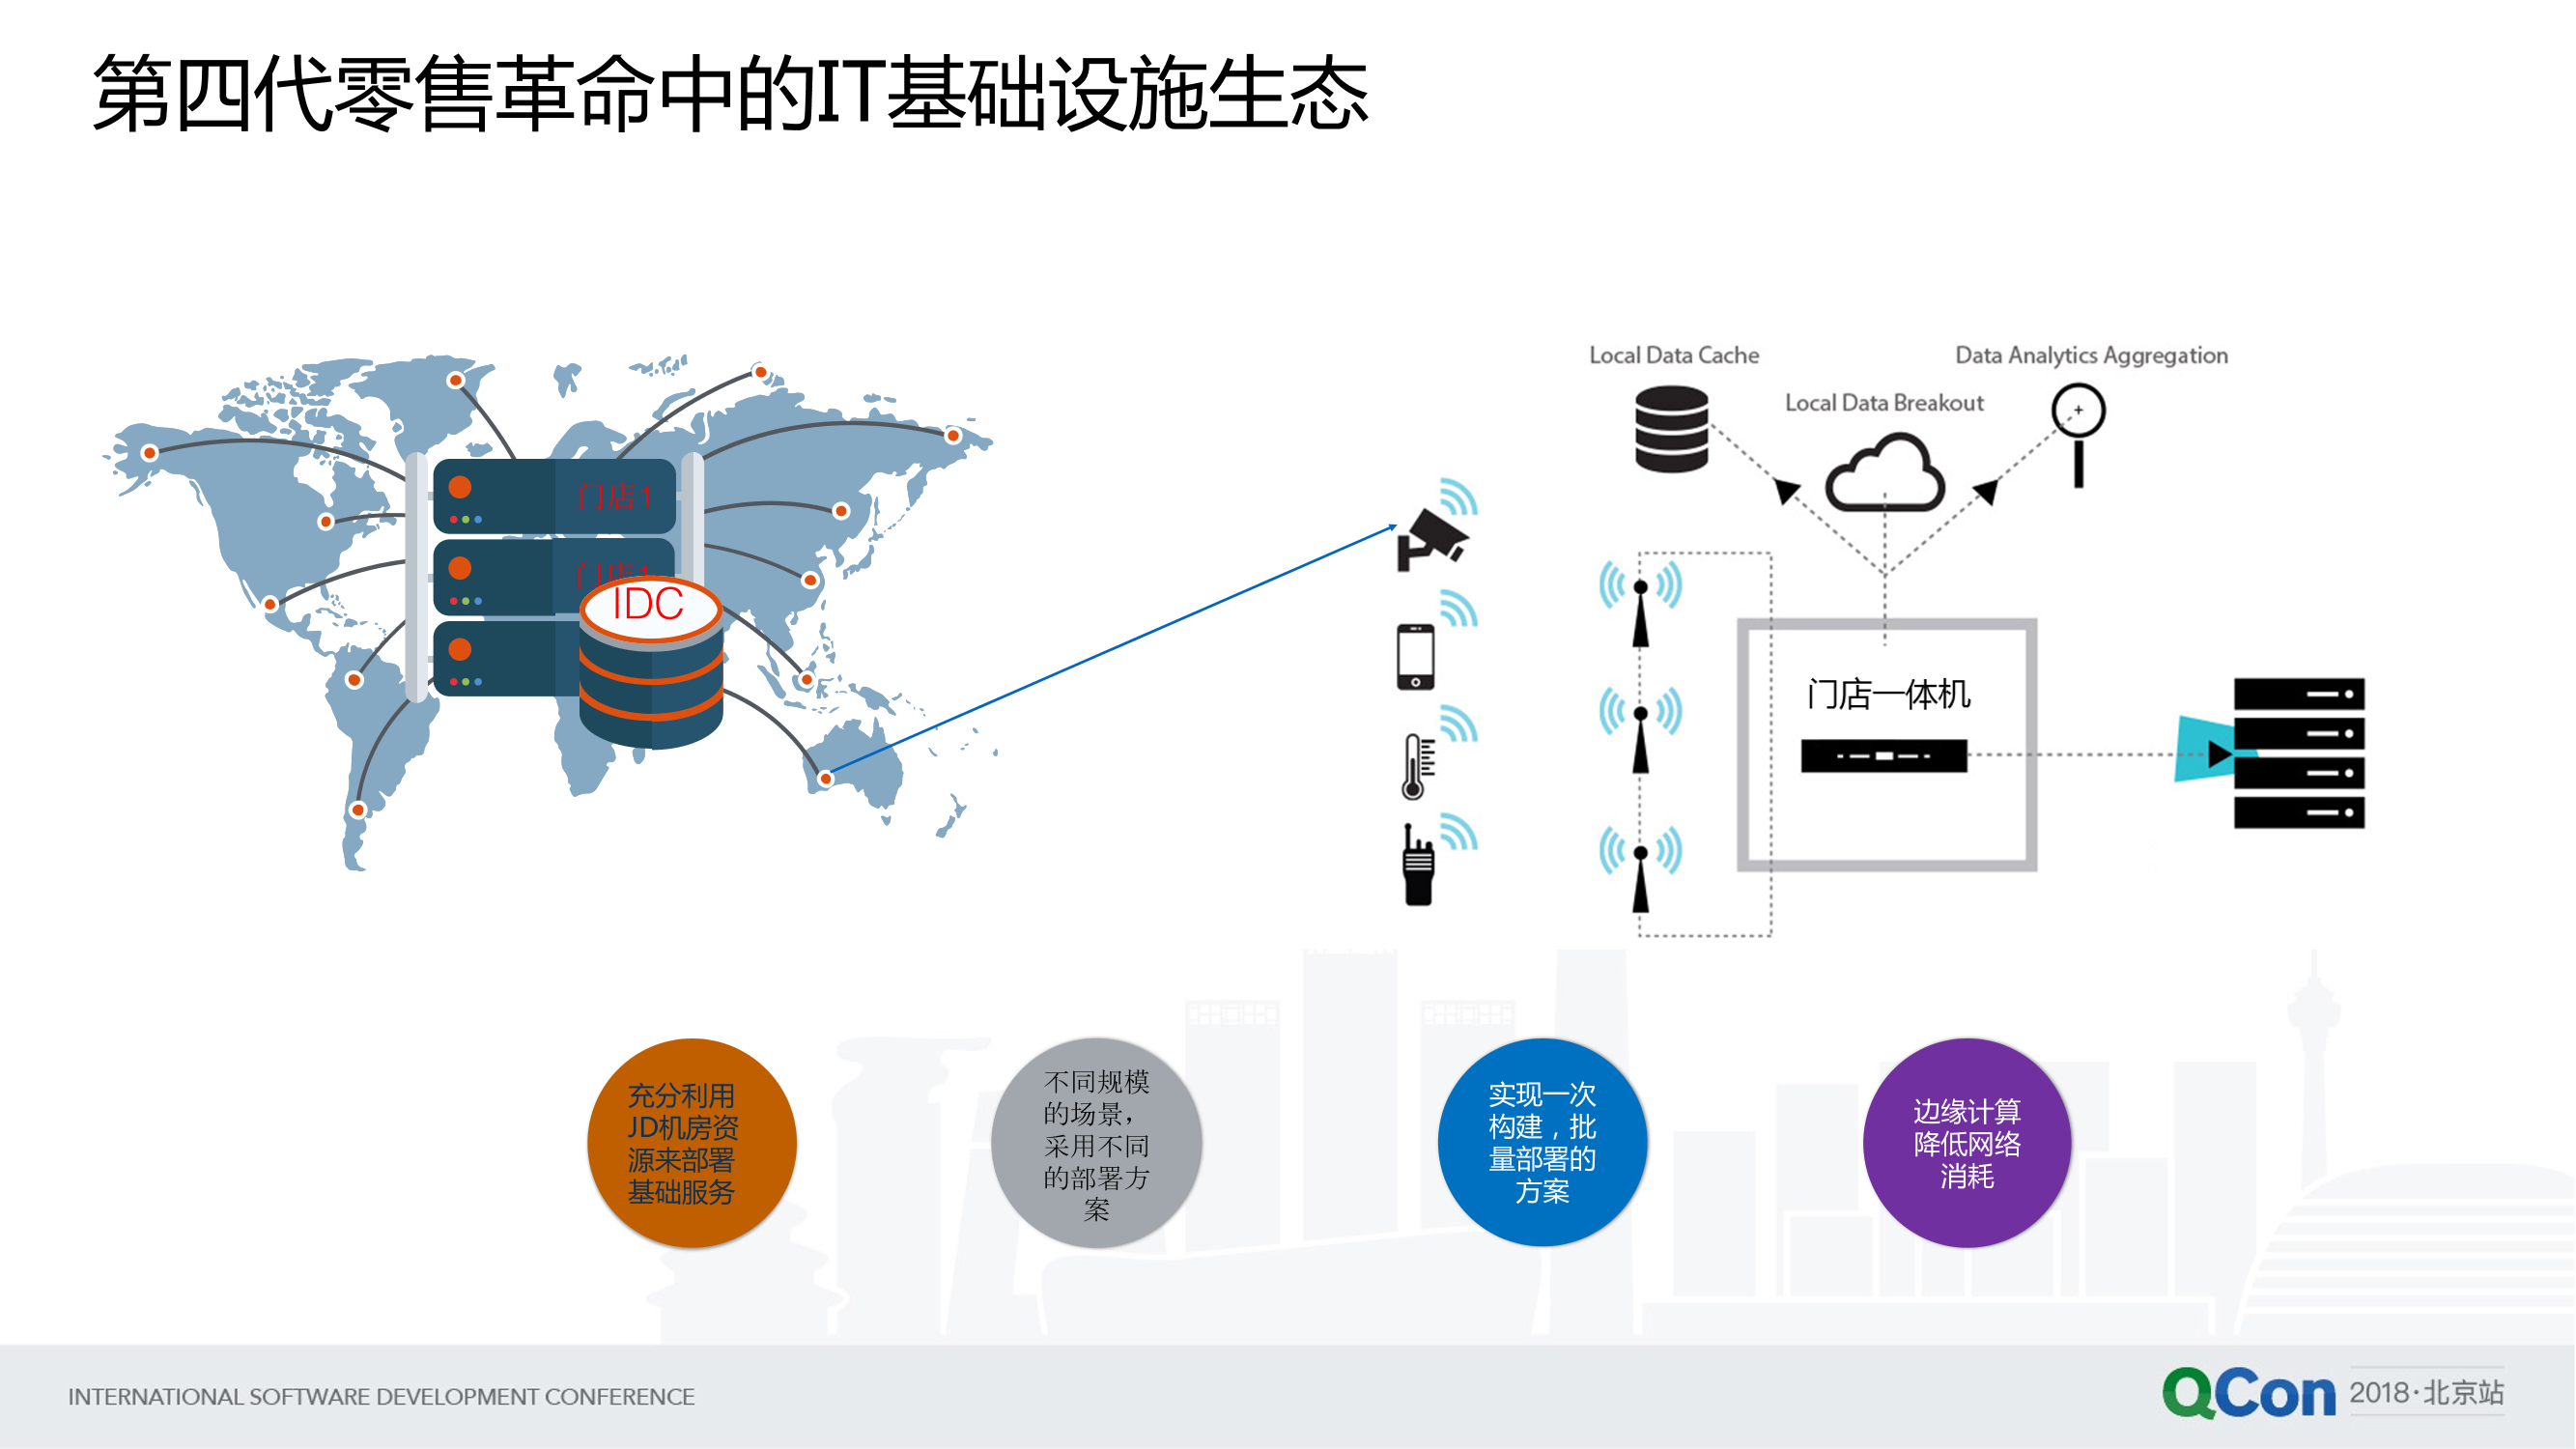 第四代零售革命中的IT基础设施生态
Local Data Cache
Data Analytics Aggregation
Local Data Breakout
门店1
门店1
IDC
门店一体机
充分利用
JD机房资
源来部署
基础服务
不同规模
的场景，
采用不同
的部署方
案
实现一次
构建，批
量部署的
方案
边缘计算
降低网络
消耗
INTERNATIONAL SOFTWARE DEVELOPMENT CONFERENCE
QCon 2018·北京站